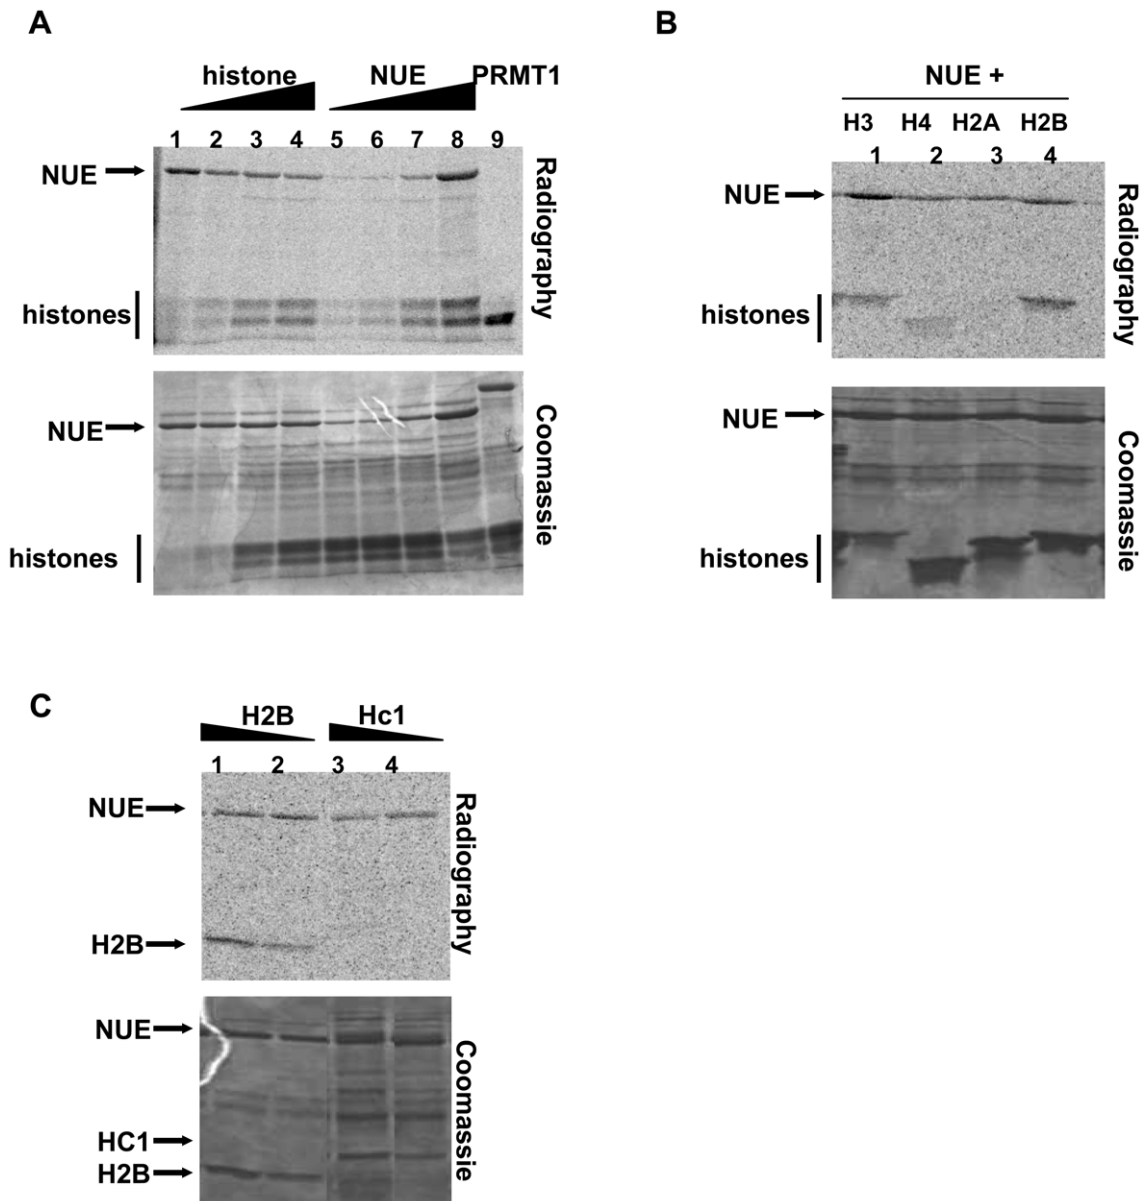 A
histone NUE PRMT1
1 2 3 4 5 6 7 8 9
NUE
histones
Radiography
NUE
histones
Coomassie
B
NUE +
H3 H4 H2A H2B
1 2 3 4
NUE
histones
Radiography
NUE
histones
Coomassie
C
H2B Hc1
1 2 3 4
NUE
H2B
Radiography
NUE
HC1
H2B
Coomassie